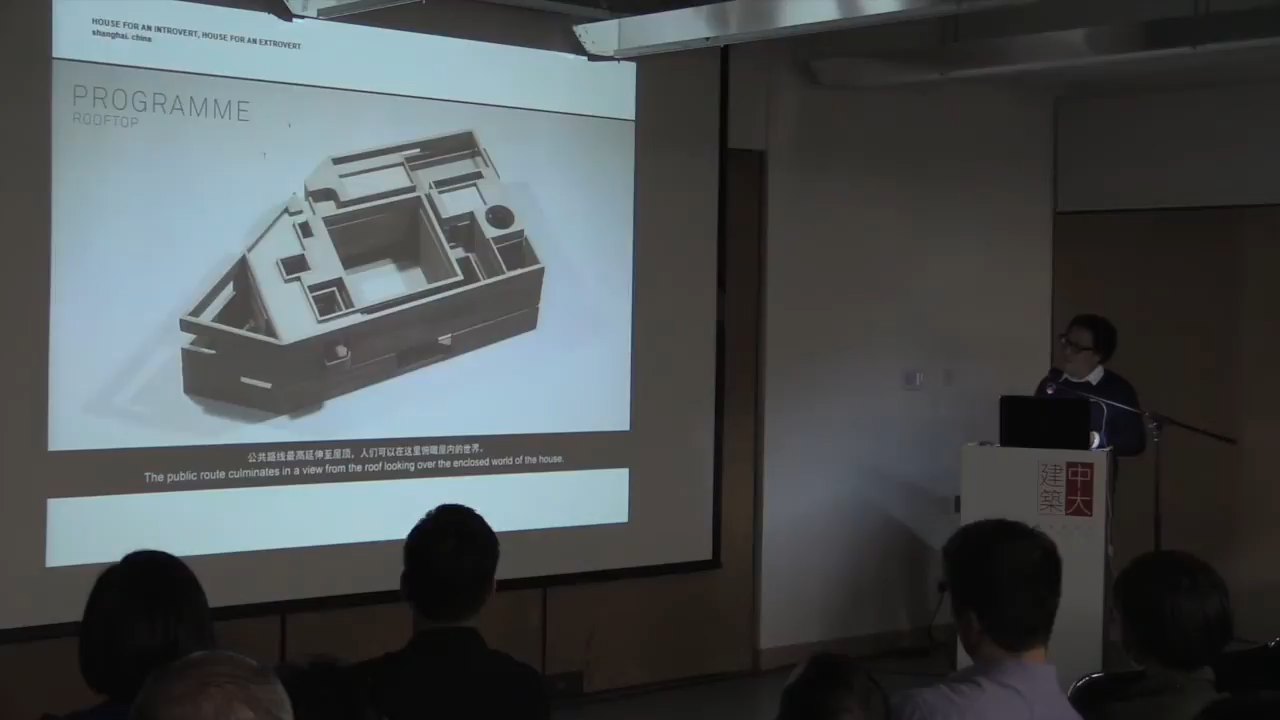 HOUSE FOR AN INTROVERT, HOUSE FOR AN EXTROVERT
shanghai. china
PROGRAMME
ROOFTOP
公共路线最高延伸至屋顶，人们可以在这里俯瞰屋内的世界。
The public route culminates in a view from the roof looking over the enclosed world of the house.
建築
中大